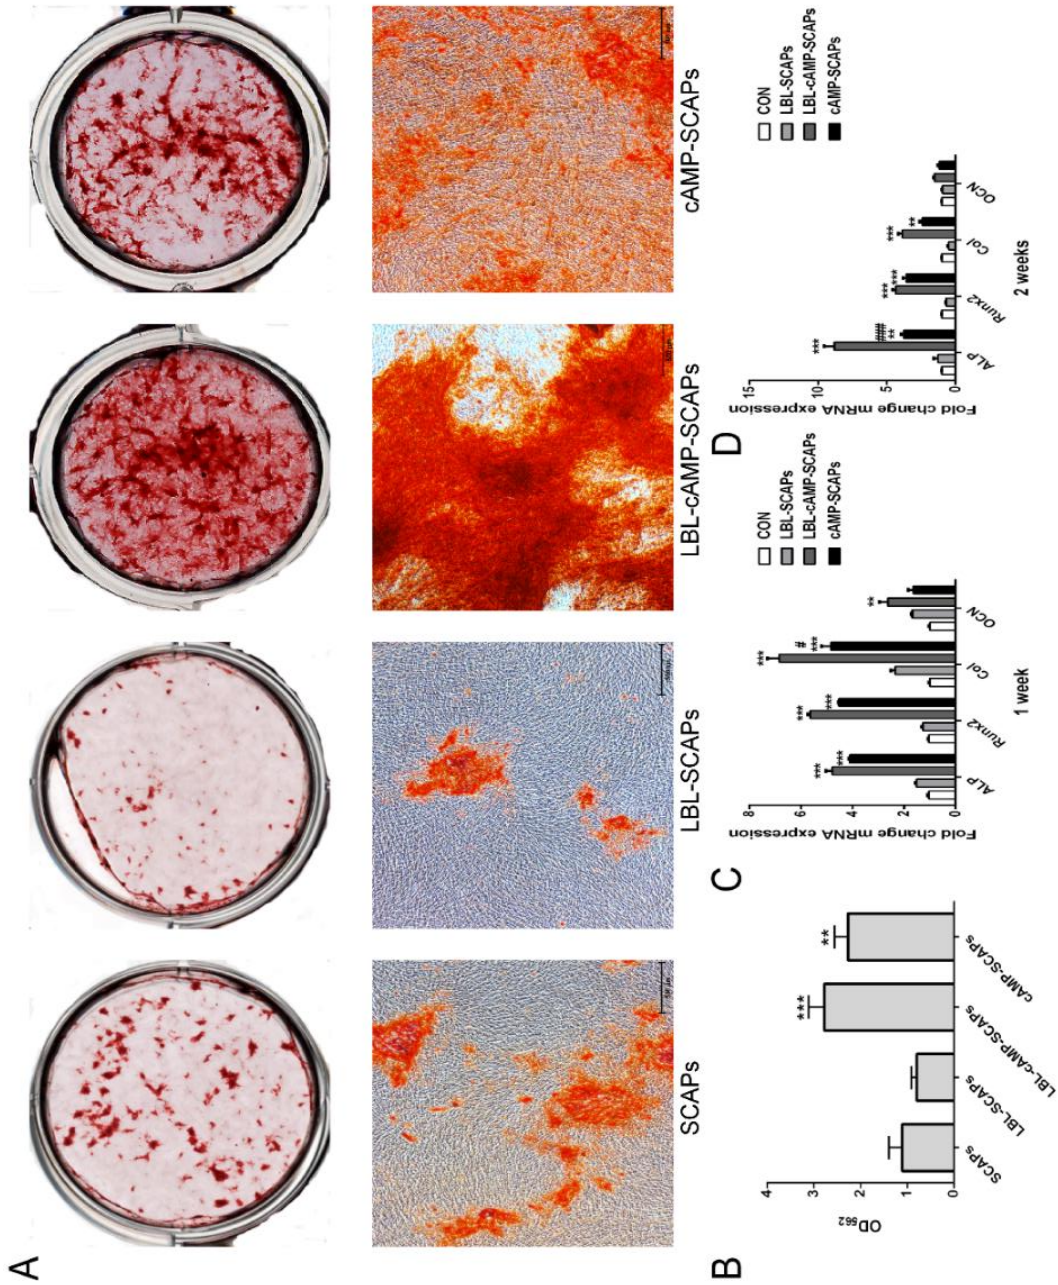 A
SCAPs LBL-SCAPs LBL-cAMP-SCAPs cAMP-SCAPs
B
OD562
4
3
2
1
0
*** **
SCAPs LBL-SCAPs LBL-cAMP-SCAPs cAMP-SCAPs
C
Fold change mRNA expression
8
6
4
2
0
CON
LBL-SCAPs
LBL-cAMP-SCAPs
cAMP-SCAPs
*** *** *** *** *** # *** **
ALP Runx2 Col OCN
1 week
D
Fold change mRNA expression
15
10
5
0
CON
LBL-SCAPs
LBL-cAMP-SCAPs
cAMP-SCAPs
*** ### ** *** *** *** **
ALP Runx2 Col OCN
2 weeks